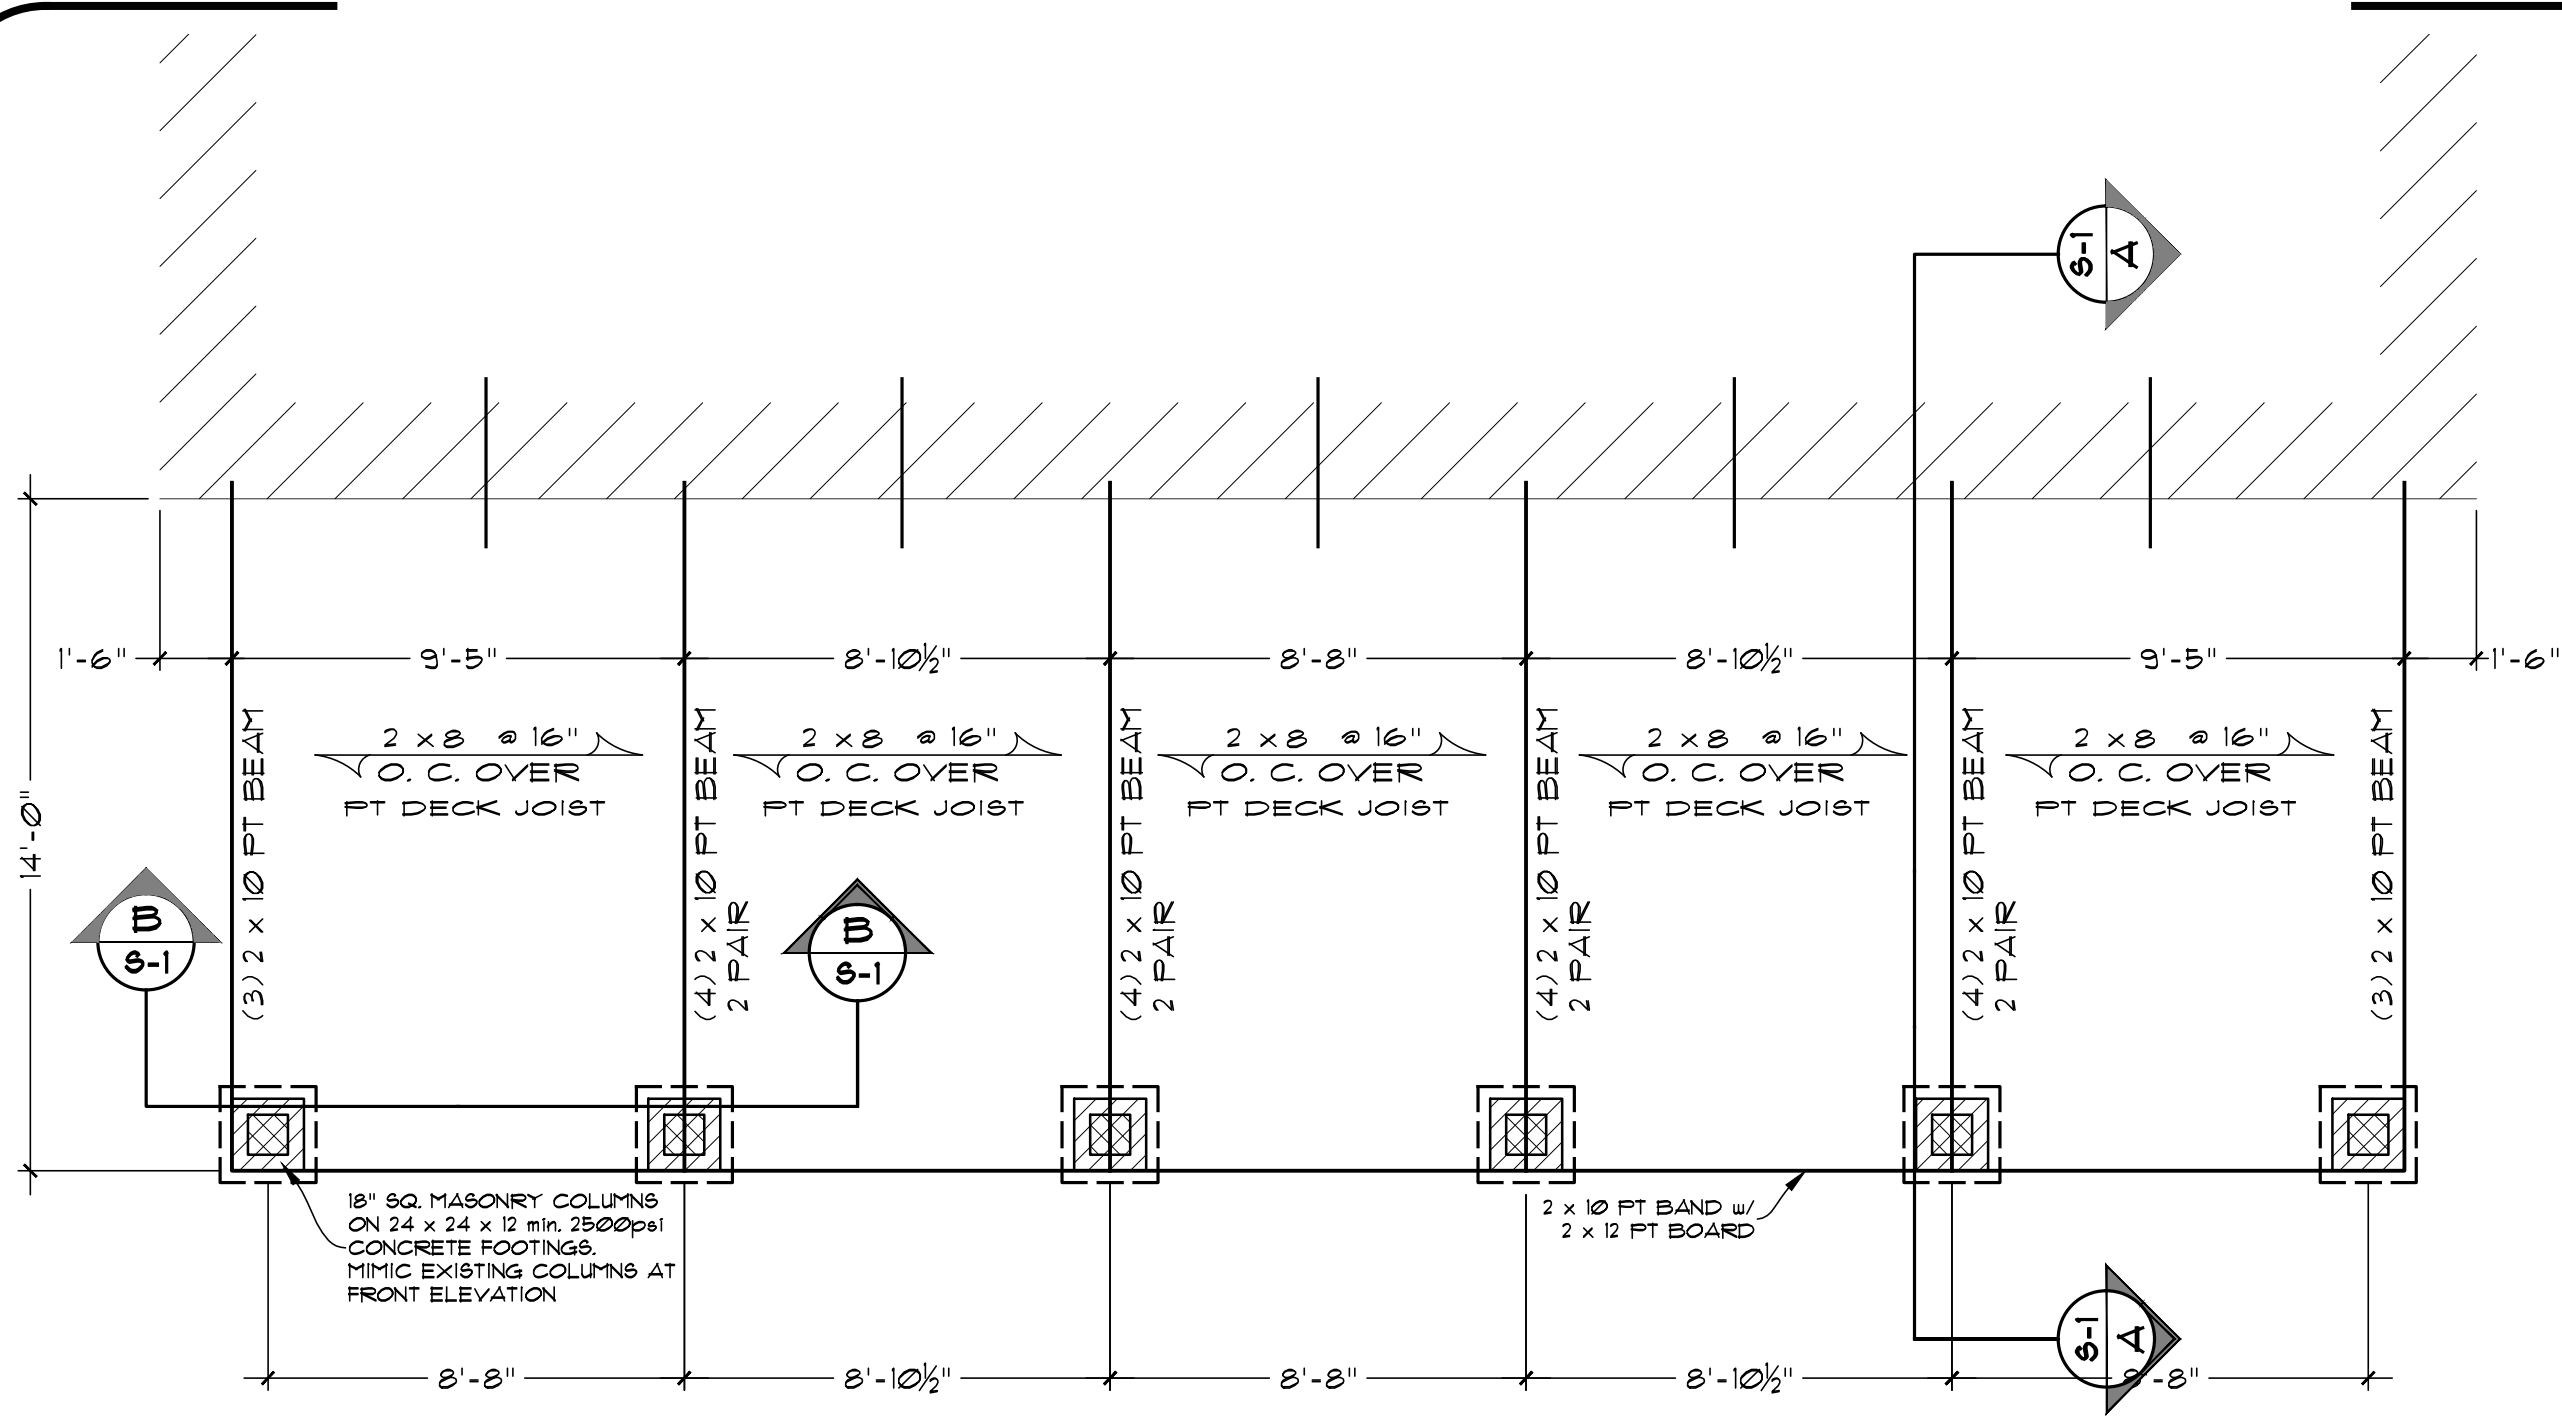 S-1
A
1'-6"
9'-5"
8'-10½"
8'-8"
8'-10½"
9'-5"
1'-6"
14'-0"
(3) 2 x 10 PT BEAM
2 x 8 @ 16"
O. C. OVER
PT DECK JOIST
(4) 2 x 10 PT BEAM
2 PAIR
2 x 8 @ 16"
O. C. OVER
PT DECK JOIST
(4) 2 x 10 PT BEAM
2 PAIR
2 x 8 @ 16"
O. C. OVER
PT DECK JOIST
(4) 2 x 10 PT BEAM
2 PAIR
2 x 8 @ 16"
O. C. OVER
PT DECK JOIST
(4) 2 x 10 PT BEAM
2 PAIR
2 x 8 @ 16"
O. C. OVER
PT DECK JOIST
(3) 2 x 10 PT BEAM
B
S-1
B
S-1
18" SQ. MASONRY COLUMNS
ON 24 x 24 x 12 min. 2500psi
CONCRETE FOOTINGS.
MIMIC EXISTING COLUMNS AT
FRONT ELEVATION
2 x 10 PT BAND w/
2 x 12 PT BOARD
S-1
A
8'-8"
8'-10½"
8'-8"
8'-10½"
8'-8"